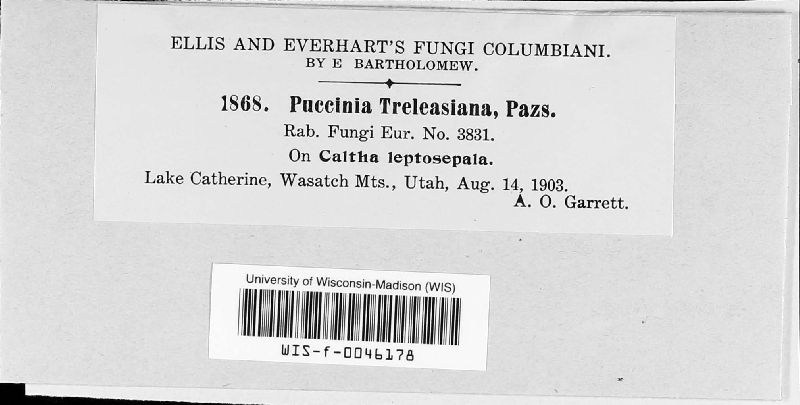 ELLIS AND EVERHART'S FUNGI COLUMBIANI.
BY E BARTHOLOMEW.
1868. Puccinia Treleasiana, Pazs.
Rab. Fungi Eur. No. 3831.
On Caltha leptosepala.
Lake Catherine, Wasatch Mts., Utah, Aug. 14, 1903.
A. O. Garrett.
University of Wisconsin-Madison (WIS)
WIS-f-0046178